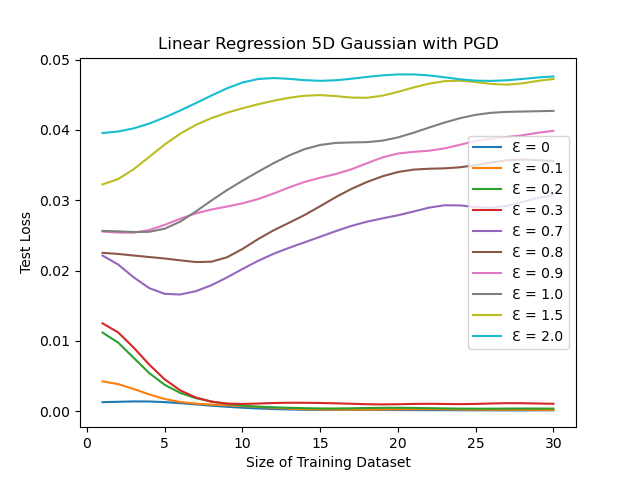 Linear Regression 5D Gaussian with PGD
Test Loss
0.05
0.04
0.03
0.02
0.01
0.00
0 5 10 15 20 25 30
Size of Training Dataset
Ɛ = 0
Ɛ = 0.1
Ɛ = 0.2
Ɛ = 0.3
Ɛ = 0.7
Ɛ = 0.8
Ɛ = 0.9
Ɛ = 1.0
Ɛ = 1.5
Ɛ = 2.0